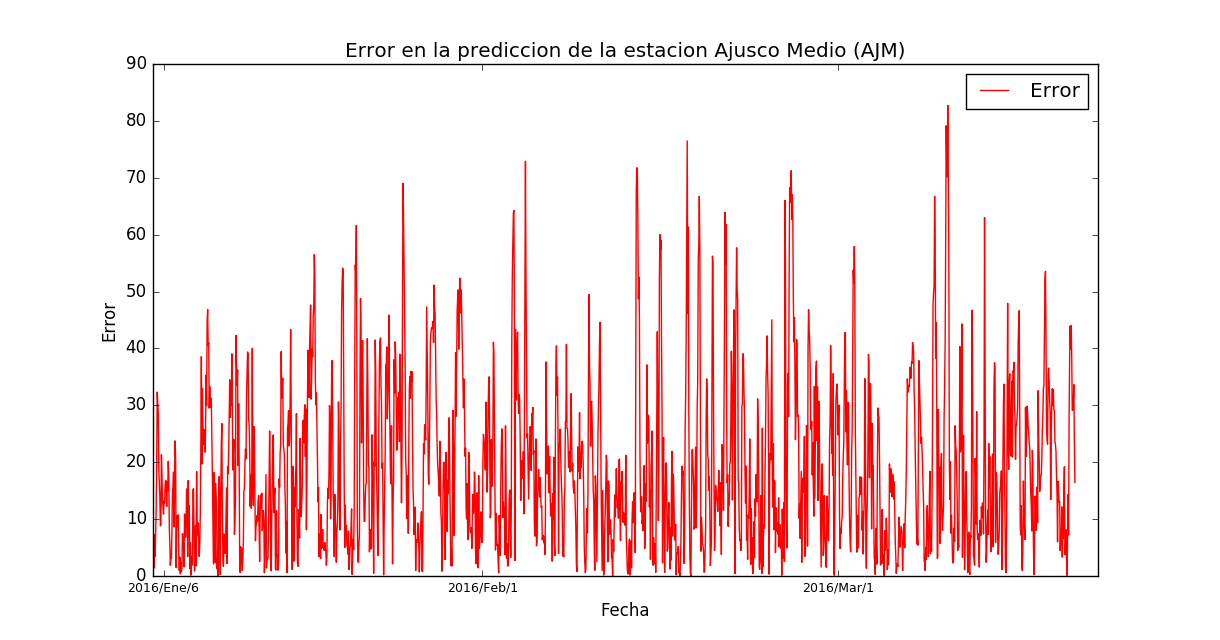 Error en la prediccion de la estacion Ajusco Medio (AJM)
Error
90
80
70
60
50
40
30
20
10
0
Error
2016/Ene/6
2016/Feb/1
2016/Mar/1
Fecha